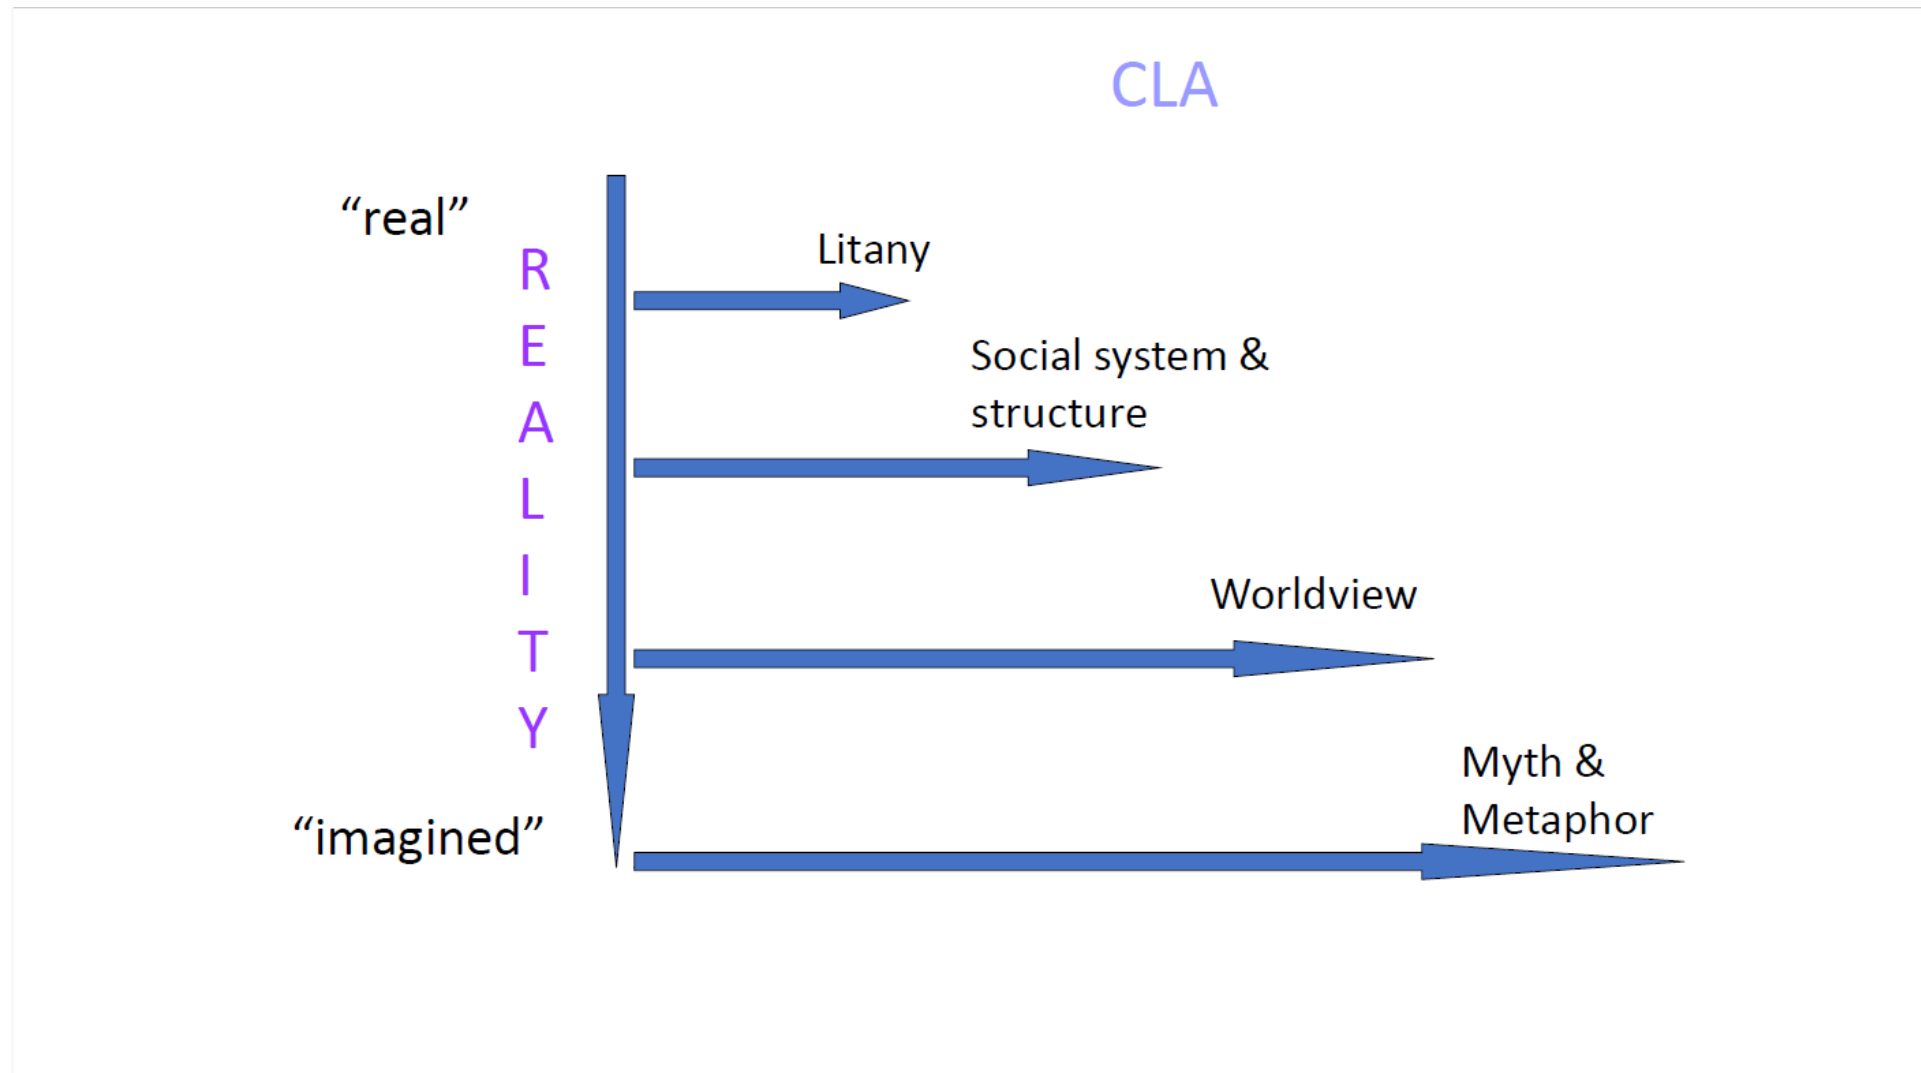 CLA
“real”
R
E
A
L
I
T
Y
“imagined”
Litany
Social system &
structure
Worldview
Myth &
Metaphor